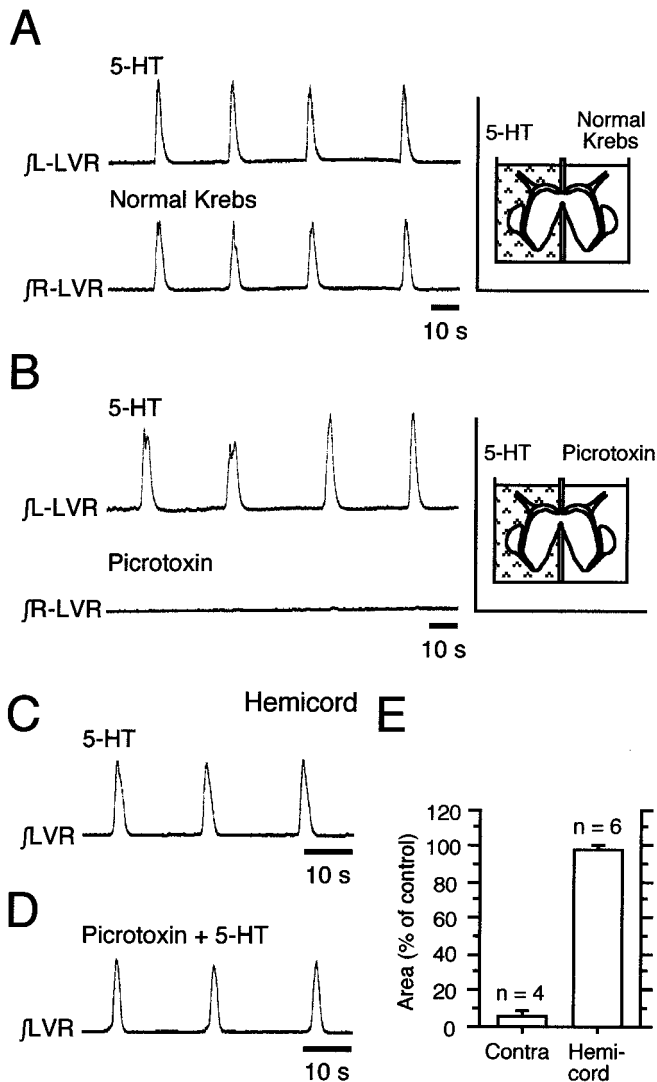 A
5-HT
∫L-LVR
Normal Krebs
∫R-LVR
10 s
5-HT
Normal
Krebs
B
5-HT
∫L-LVR
Picrotoxin
∫R-LVR
10 s
5-HT
Picrotoxin
C
Hemicord
5-HT
∫LVR
10 s
D
Picrotoxin + 5-HT
∫LVR
10 s
E
Area (% of control)
120
100
80
60
40
20
0
n = 4
n = 6
Contra
Hemi-
cord